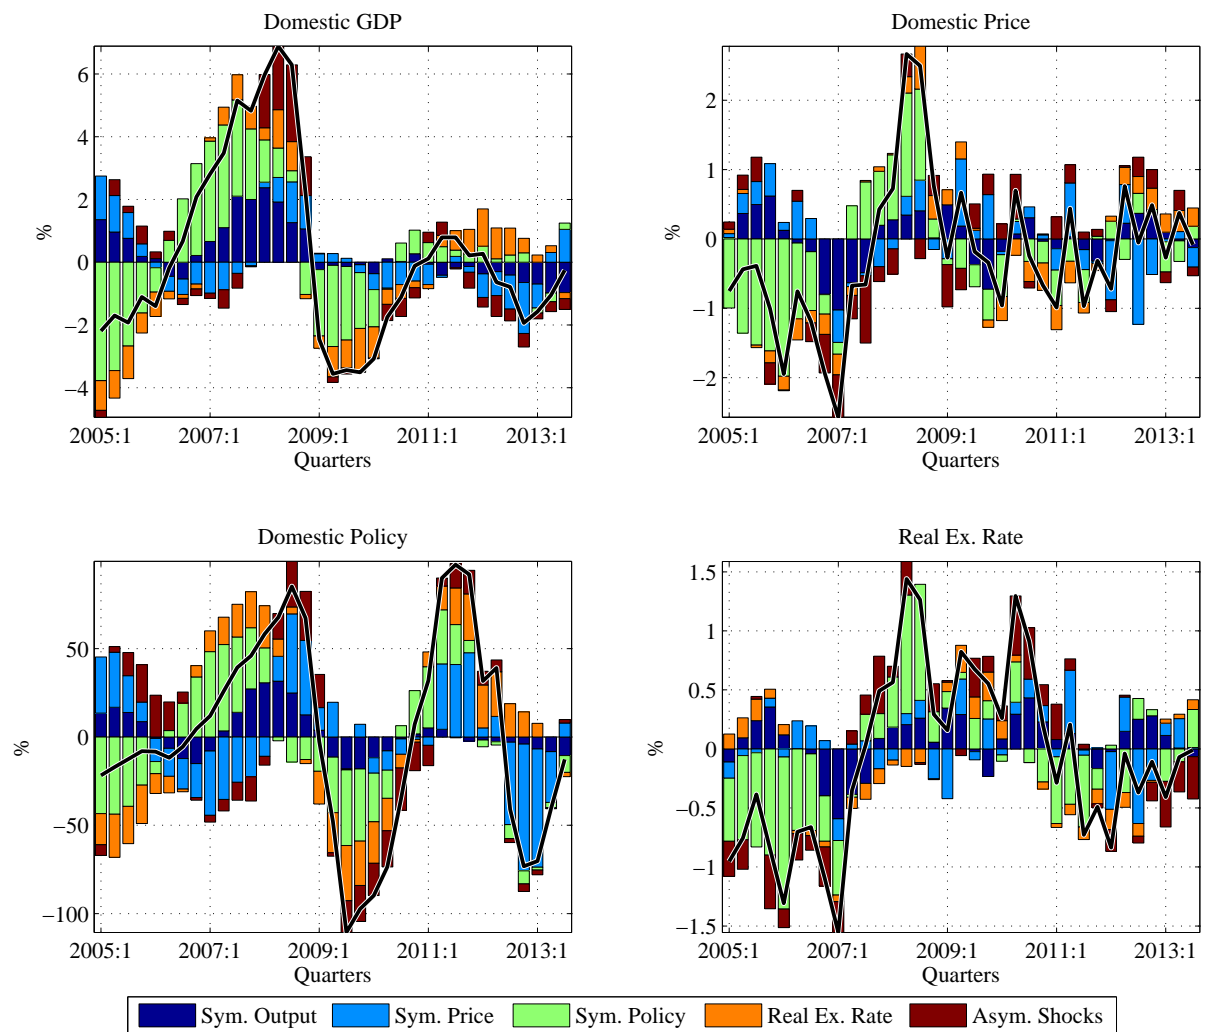 Domestic GDP
Domestic Price
%
6
4
2
0
−2
−4
2005:1 2007:1 2009:1 2011:1 2013:1
Quarters
%
2
1
0
−1
−2
2005:1 2007:1 2009:1 2011:1 2013:1
Quarters
Domestic Policy
Real Ex. Rate
%
50
0
−50
−100
2005:1 2007:1 2009:1 2011:1 2013:1
Quarters
%
1.5
1
0.5
0
−0.5
−1
−1.5
2005:1 2007:1 2009:1 2011:1 2013:1
Quarters
Sym. Output Sym. Price Sym. Policy Real Ex. Rate Asym. Shocks